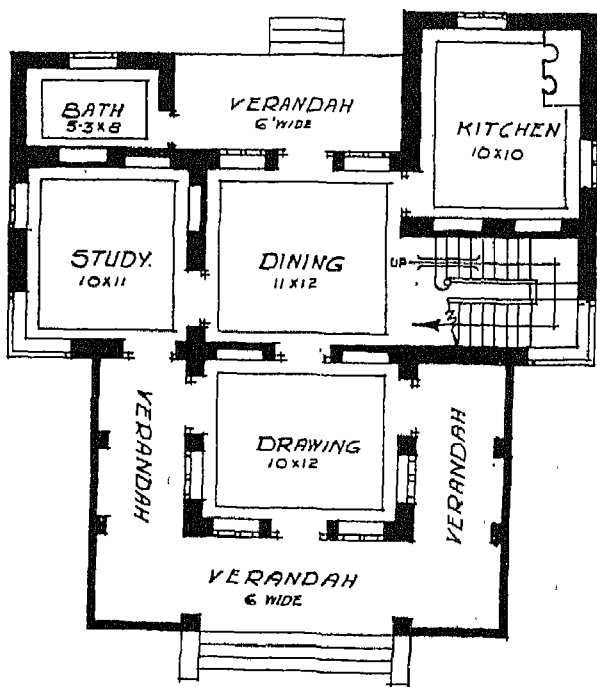 BATH
5·3 X 8
VERANDAH
6' WIDE
KITCHEN
10 X 10
STUDY.
10 X 11
DINING
11 X 12
UP
VERANDAH
DRAWING
10 X 12
VERANDAH
VERANDAH
6 WIDE